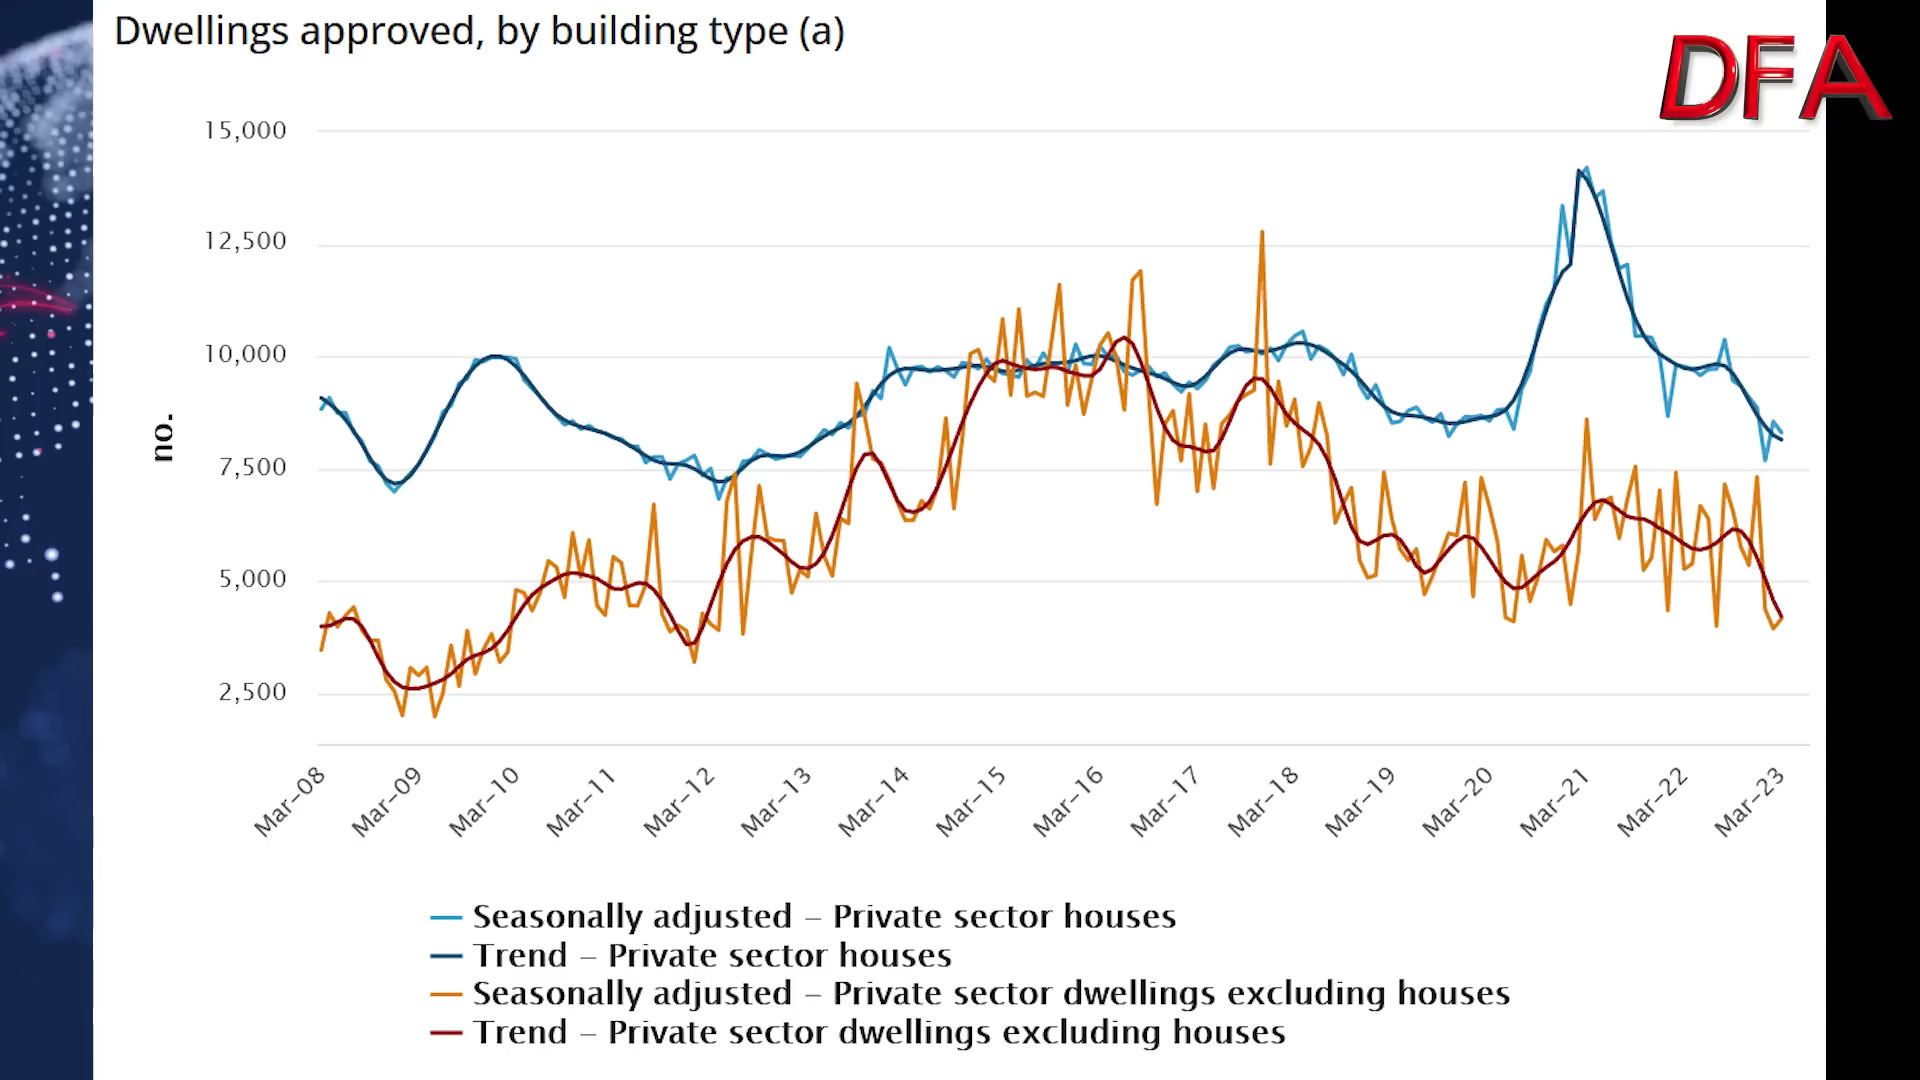 Dwellings approved, by building type (a)
DFA
15,000
12,500
10,000
7,500
5,000
2,500
no.
Mar-08
Mar-09
Mar-10
Mar-11
Mar-12
Mar-13
Mar-14
Mar-15
Mar-16
Mar-17
Mar-18
Mar-19
Mar-20
Mar-21
Mar-22
Mar-23
Seasonally adjusted – Private sector houses
Trend – Private sector houses
Seasonally adjusted – Private sector dwellings excluding houses
Trend – Private sector dwellings excluding houses